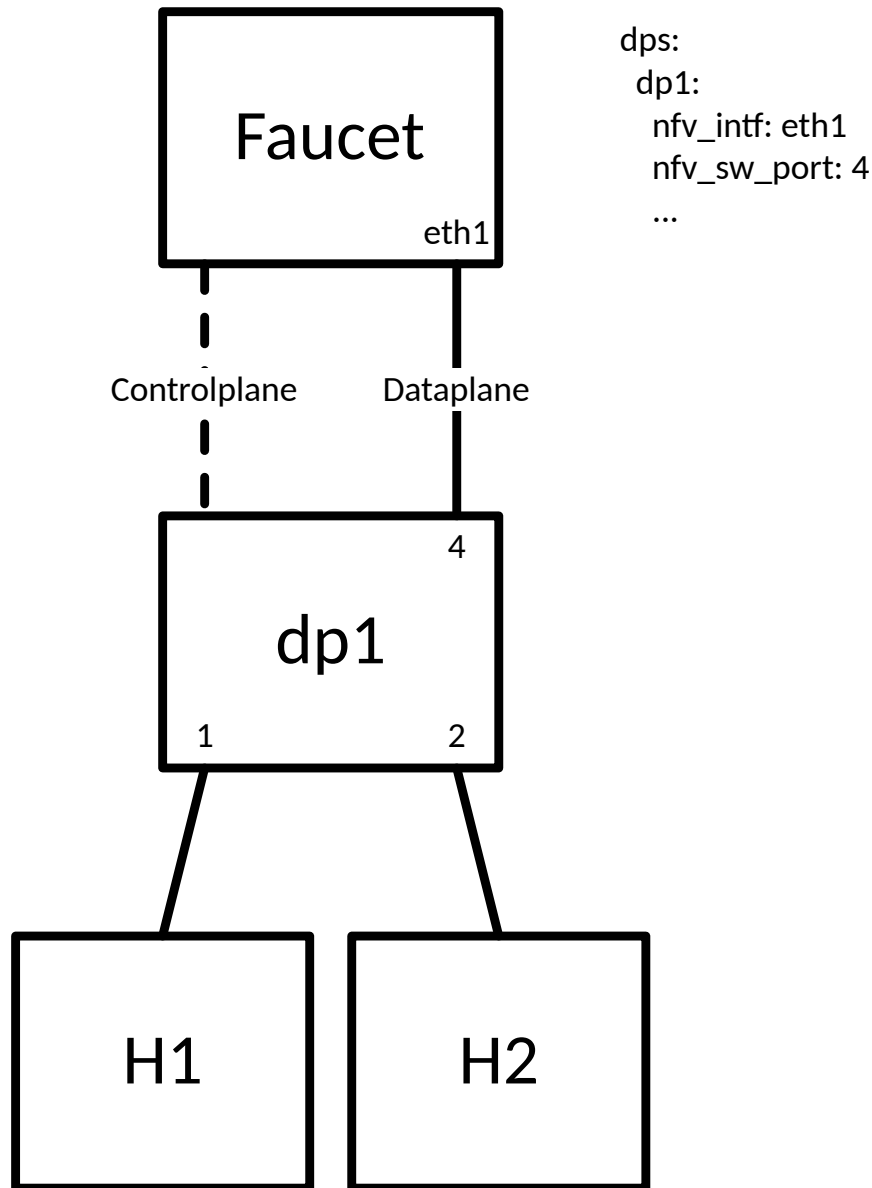 Faucet
eth1
dps:
dp1:
nfv_intf: eth1
nfv_sw_port: 4
...
Controlplane
Dataplane
4
dp1
1
2
H1
H2